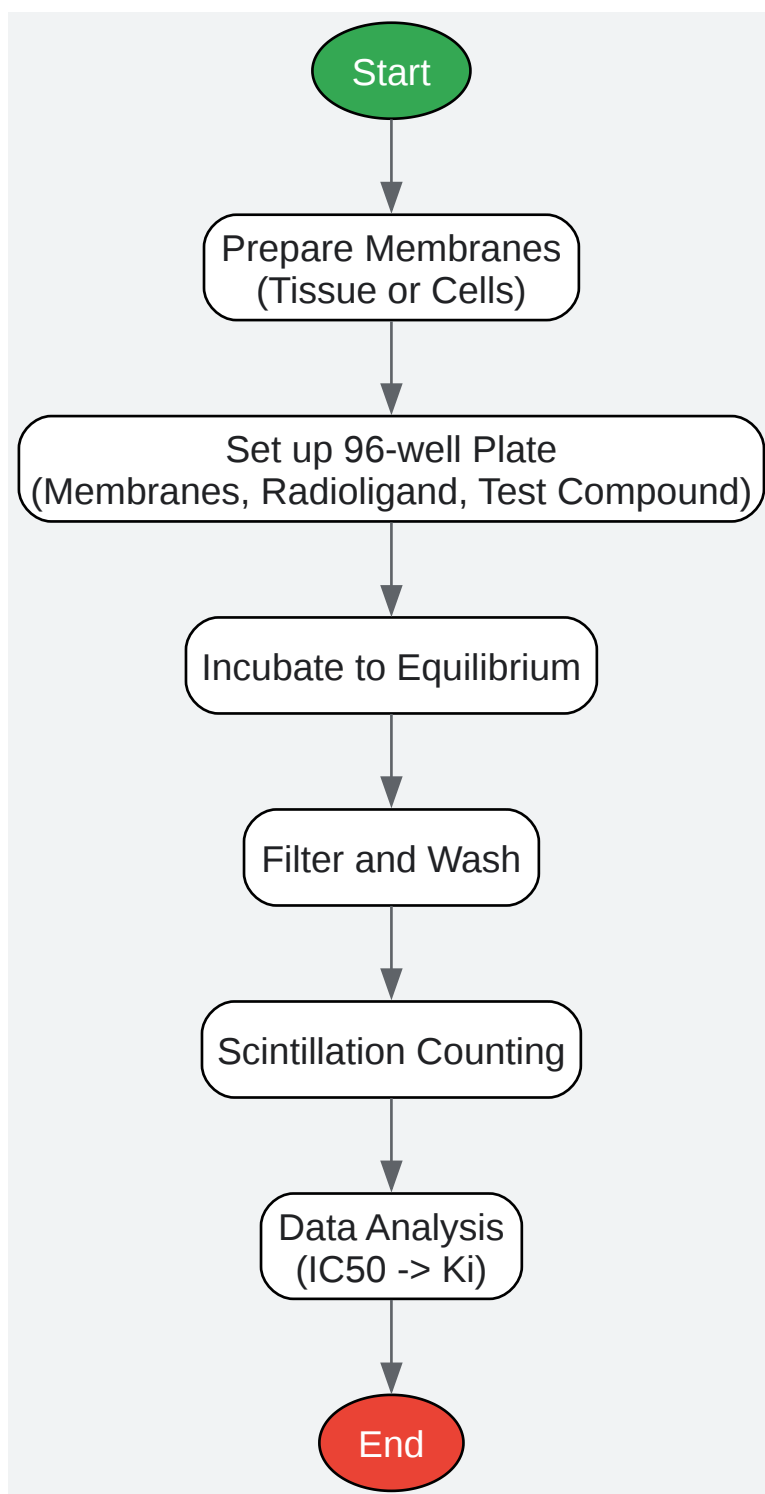 Start
Prepare Membranes
(Tissue or Cells)
Set up 96-well Plate
(Membranes, Radioligand, Test Compound)
Incubate to Equilibrium
Filter and Wash
Scintillation Counting
Data Analysis
(IC50 -> Ki)
End